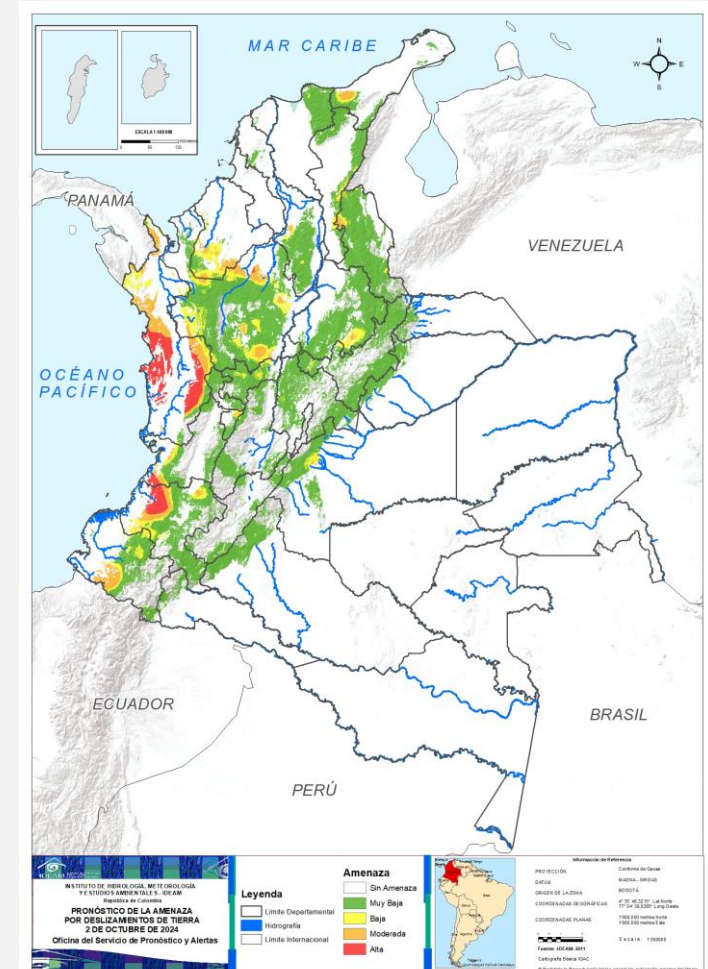 MAR CARIBE
N
W
E
S
PANAMÁ
VENEZUELA
OCÉANO
PACÍFICO
ECUADOR
BRASIL
PERÚ
IDEAM
INSTITUTO DE HIDROLOGÍA, METEOROLOGÍA
Y ESTUDIOS AMBIENTALES - IDEAM
República de Colombia
PRONÓSTICO DE LA AMENAZA
POR DESLIZAMIENTOS DE TIERRA
2 DE OCTUBRE DE 2024
Oficina del Servicio de Pronóstico y Alertas
Leyenda
Límite Departamental
Hidrografía
Límite Internacional
Amenaza
Sin Amenaza
Muy Baja
Baja
Moderada
Alta
Información de Referencia
PROYECCIÓN
Conforme de Gauss
DATUM
MAGNA - SIRGAS
ORIGEN DE LA ZONA
BOGOTÁ
COORDENADAS GEOGRÁFICAS
COORDENADAS PLANAS
Fuente: IDEAM 2011
Cartografía Básica IGAC